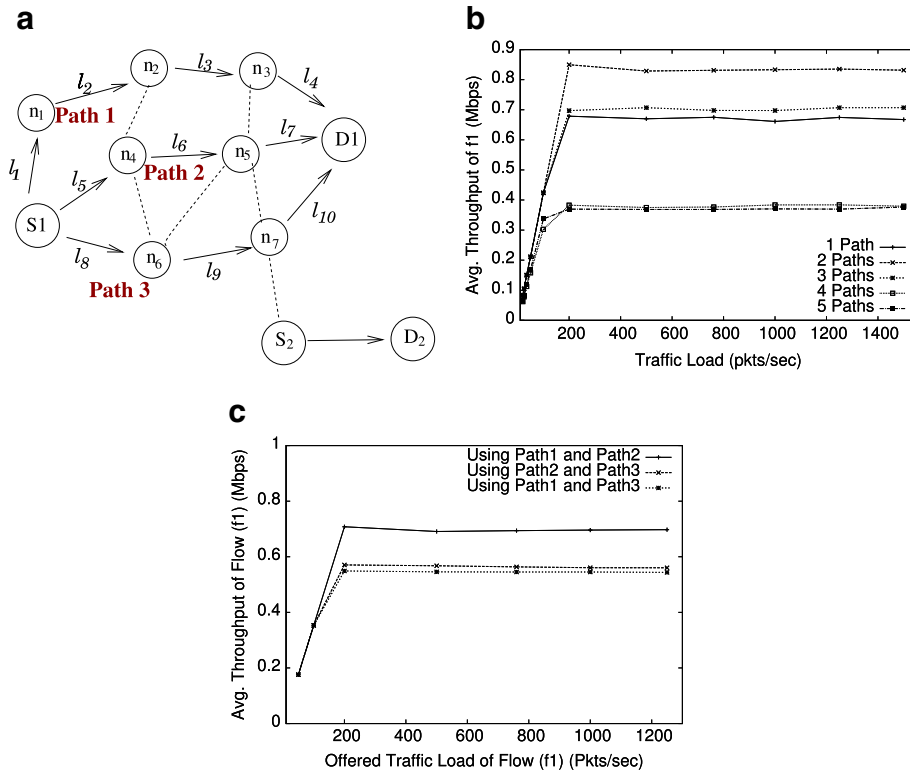 a
n2
l3
n3
l2
l4
n1
Path 1
l7
l6
D1
n4
n5
l1
Path 2
l5
S1
l10
n7
l8
n6
l9
Path 3
S2
D2
b
0.9
0.8
0.7
0.6
0.5
0.4
0.3
0.2
0.1
0
Avg. Throughput of f1 (Mbps)
1 Path
2 Paths
3 Paths
4 Paths
5 Paths
200 400 600 800 1000 1200 1400
Traffic Load (pkts/sec)
c
1
0.8
0.6
0.4
0.2
0
Avg. Throughput of Flow (f1) (Mbps)
Using Path1 and Path2
Using Path2 and Path3
Using Path1 and Path3
200 400 600 800 1000 1200
Offered Traffic Load of Flow (f1) (Pkts/sec)